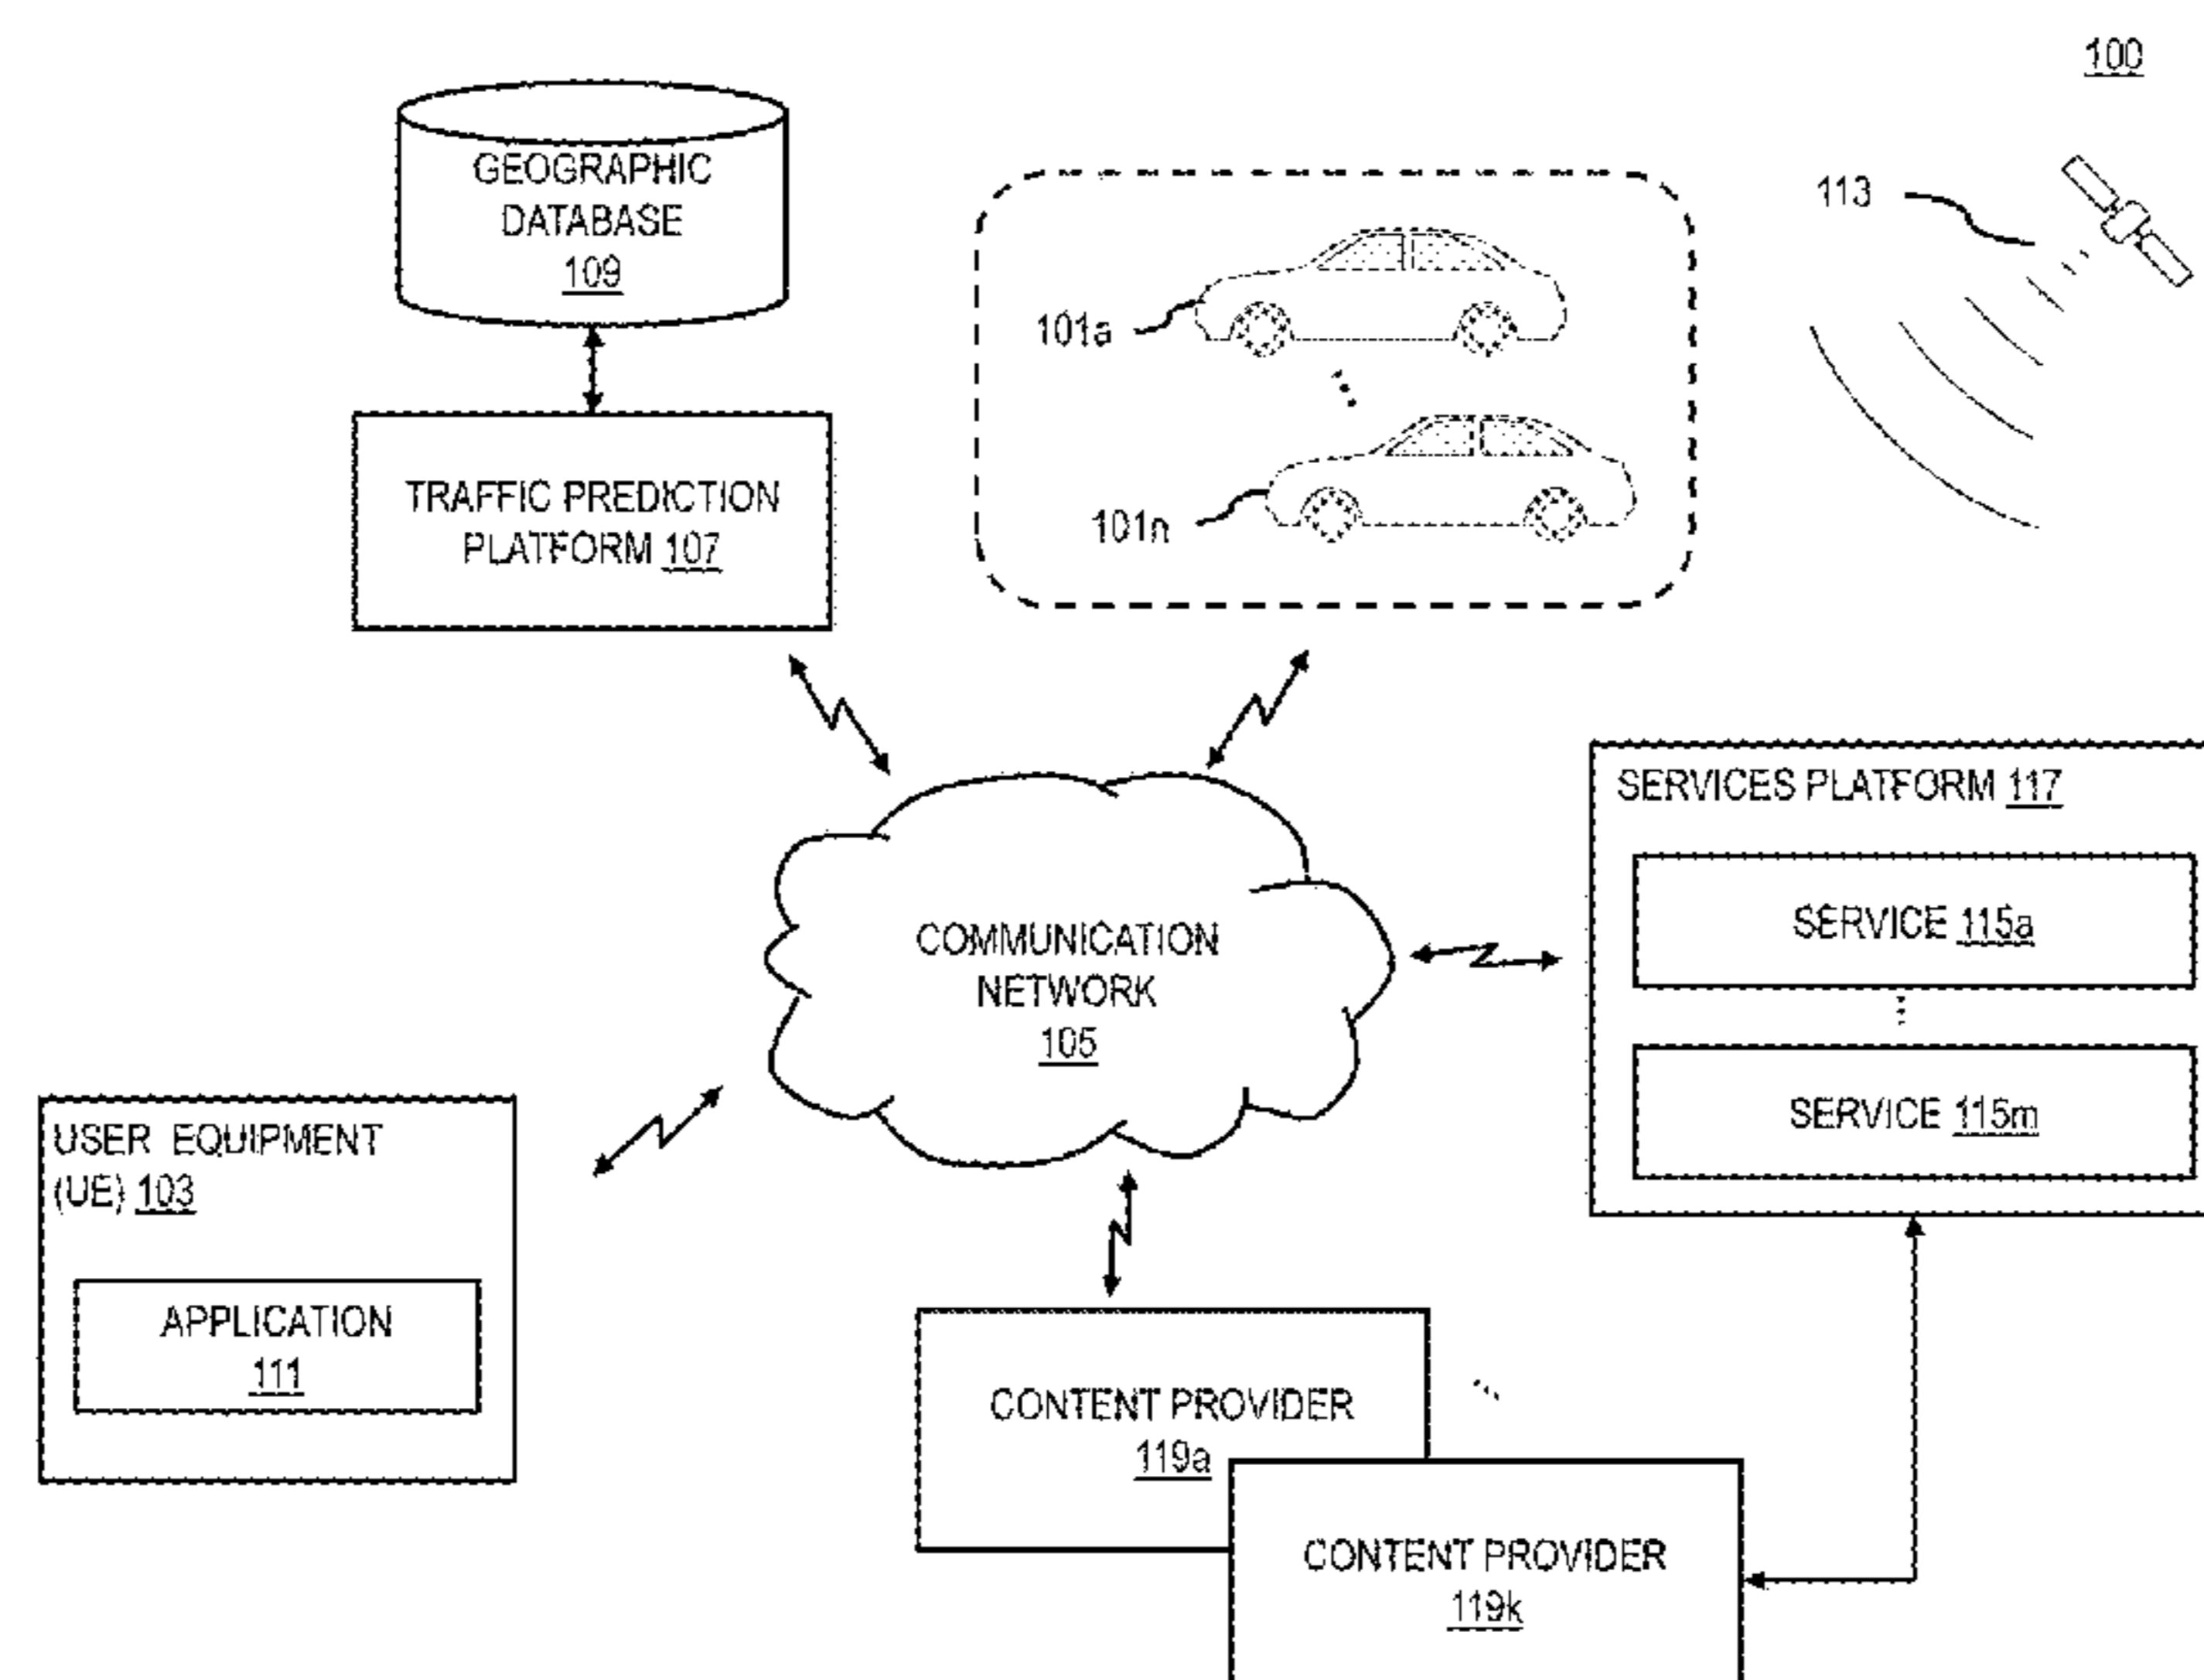 100
GEOGRAPHIC
DATABASE
109
113
101a
TRAFFIC PREDICTION
PLATFORM 107
101n
SERVICES PLATFORM 117
SERVICE 115a
COMMUNICATION
NETWORK
105
SERVICE 115m
USER EQUIPMENT
(UE) 103
APPLICATION
111
CONTENT PROVIDER
119a
CONTENT PROVIDER
119k